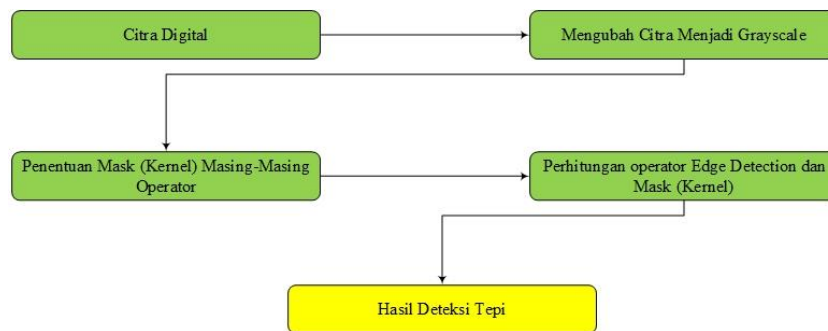 Citra Digital
Mengubah Citra Menjadi Grayscale
Penentuan Mask (Kernel) Masing-Masing
Operator
Perhitungan operator Edge Detection dan
Mask (Kernel)
Hasil Deteksi Tepi